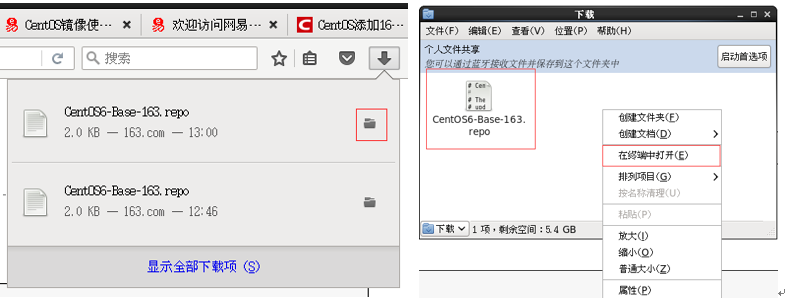 CentOS镜像使… × 欢迎访问网易… × CentOS添加16…
搜索
CentOS6-Base-163.repo
2.0 KB — 163.com — 13:00
CentOS6-Base-163.repo
2.0 KB — 163.com — 12:46
显示全部下载项 (S)
下载
文件(F) 编辑(E) 查看(V) 位置(P) 帮助(H)
个人文件共享
您可以通过蓝牙接收文件并保存到这个文件夹中
启动首选项
# Cen
#
# The
# uod
CentOS6-Base-163.
repo
创建文件夹(F)
创建文档(D)
在终端中打开(E)
排列项目(G)
按名称清理(U)
粘贴(P)
放大(I)
缩小(O)
普通大小(Z)
属性(P)
下载 1 项，剩余空间：5.4 GB